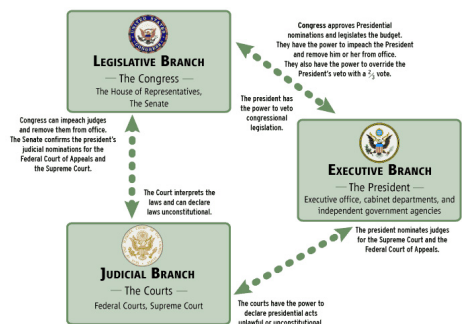 Congress approves Presidential
nominations and legislates the budget.
They have the power to impeach the President
and remove him or her from office.
They also have the power to override the
President's veto with a ⅔ vote.
LEGISLATIVE BRANCH
— The Congress —
The House of Representatives,
The Senate
The president has
the power to veto
congressional
legislation.
Congress can impeach judges
and remove them from office.
The Senate confirms the president's
judicial nominations for the
Federal Court of Appeals and
the Supreme Court.
EXECUTIVE BRANCH
— The President —
Executive office, cabinet departments, and
independent government agencies
The Court interprets the
laws and can declare
laws unconstitutional.
The president nominates judges
for the Supreme Court and the
Federal Court of Appeals.
JUDICIAL BRANCH
— The Courts —
Federal Courts, Supreme Court
The courts have the power to
declare presidential acts
unlawful or unconstitutional.